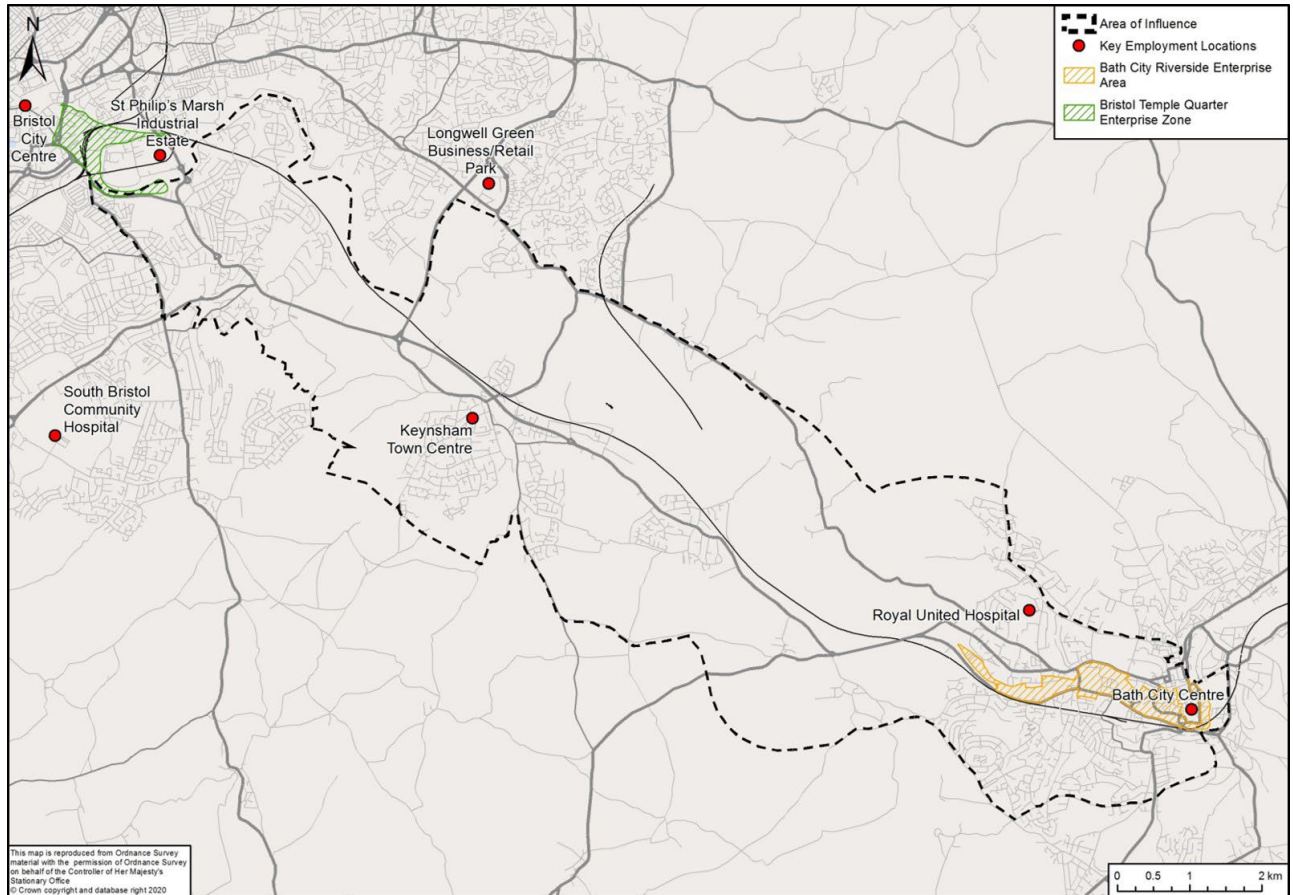 N
Area of Influence
Key Employment Locations
Bath City Riverside Enterprise
Area
Bristol Temple Quarter
Enterprise Zone
Bristol
City
Centre
St Philip's Marsh
Industrial
Estate
Longwell Green
Business/Retail
Park
South Bristol
Community
Hospital
Keynsham
Town Centre
Royal United Hospital
Bath City Centre
This map is reproduced from Ordnance Survey
material with the permission of Ordnance Survey
on behalf of the Controller of Her Majesty's
Stationary Office
© Crown copyright and database right 2020
0 0.5 1 2 km